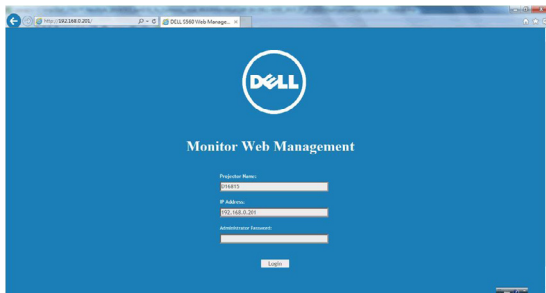 http://192.168.0.201/
DELL S560 Web Manage...
DELL
Monitor Web Management
Projector Name:
IP Address:
192.168.0.201
Administrator Password:
Login